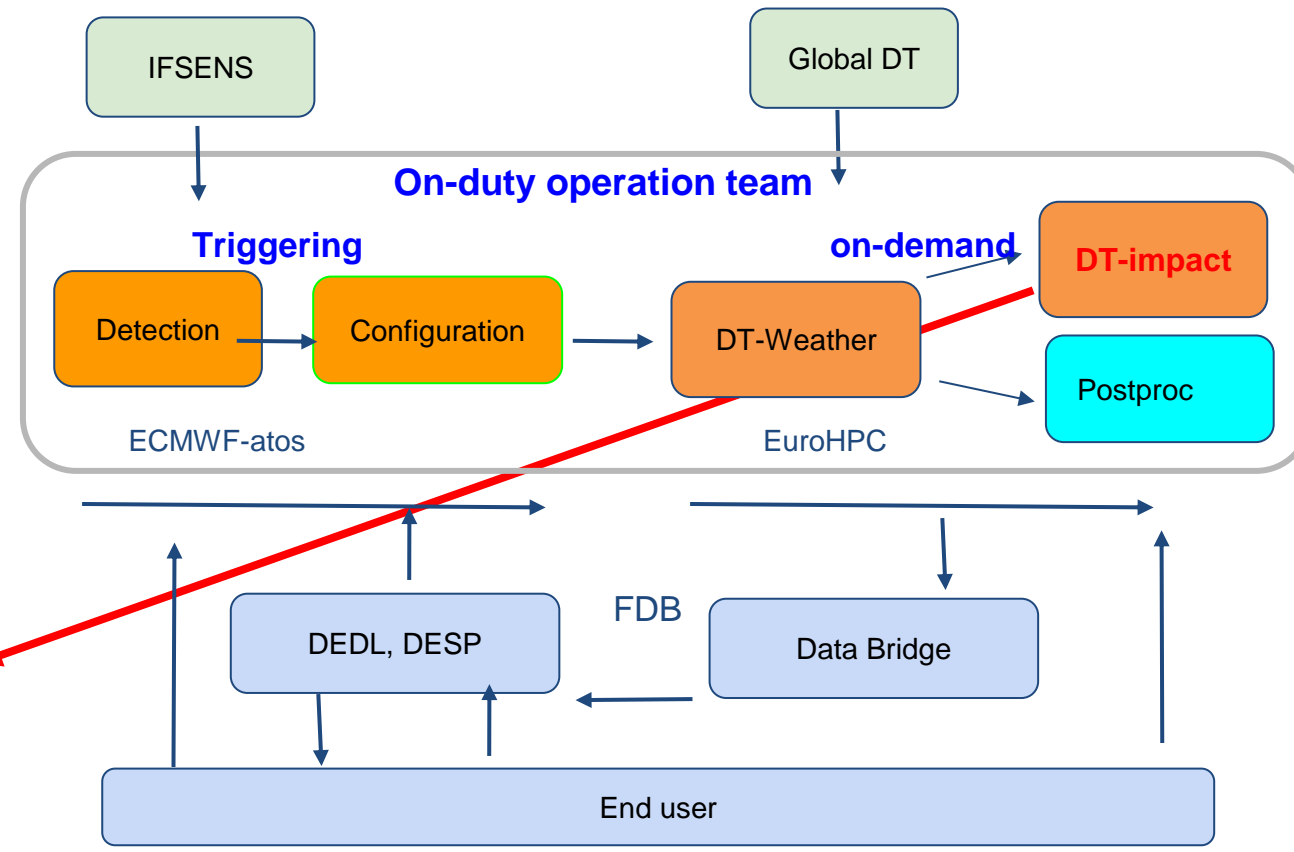 IFSENS
Global DT
On-duty operation team
Triggering
on-demand
DT-impact
Detection
Configuration
DT-Weather
Postproc
ECMWF-atos
EuroHPC
FDB
DEDL, DESP
Data Bridge
End user